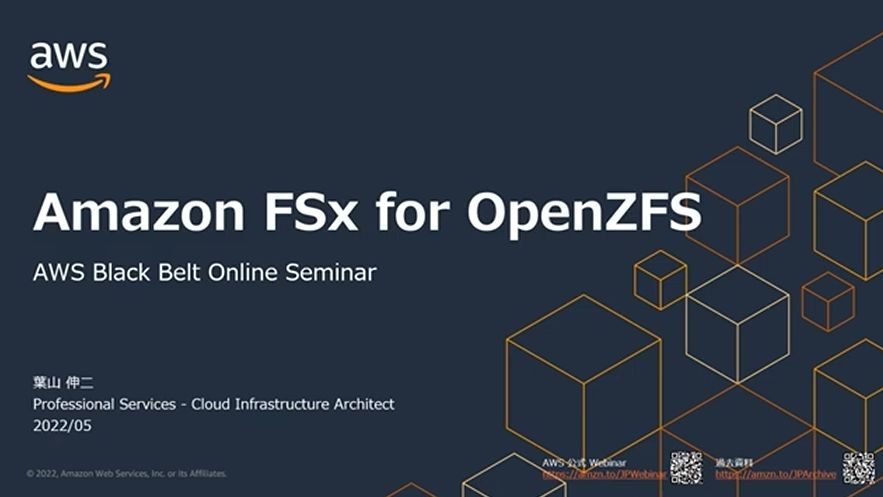 aws
Amazon FSx for OpenZFS
AWS Black Belt Online Seminar
葉山 伸二
Professional Services - Cloud Infrastructure Architect
2022/05
© 2022, Amazon Web Services, Inc. or its Affiliates.
AWS 公式 Webinar
https://amzn.to/JPWebinar
過去資料
https://amzn.to/JPArchive